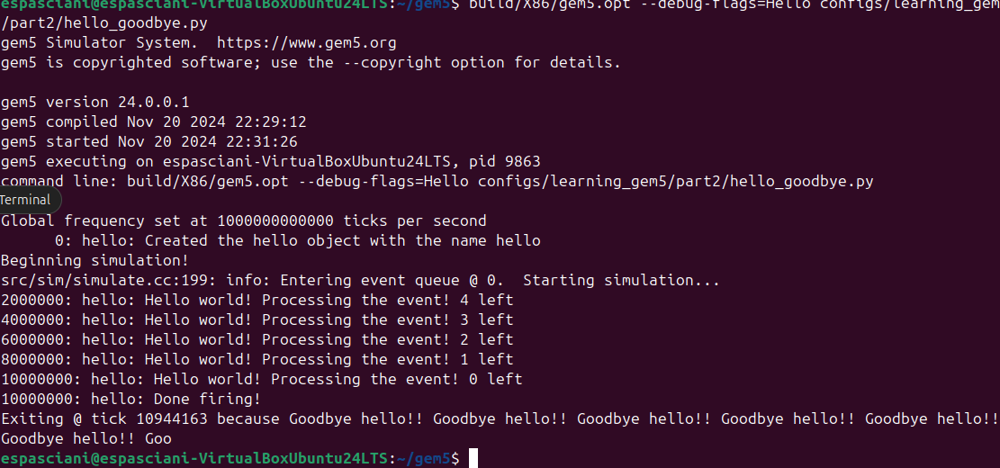 espasciani@espasciani-VirtualBoxUbuntu24LTS:~/gem5$ build/X86/gem5.opt --debug-flags=Hello configs/learning_gem5
/part2/hello_goodbye.py
gem5 Simulator System.  https://www.gem5.org
gem5 is copyrighted software; use the --copyright option for details.

gem5 version 24.0.0.1
gem5 compiled Nov 20 2024 22:29:12
gem5 started Nov 20 2024 22:31:26
gem5 executing on espasciani-VirtualBoxUbuntu24LTS, pid 9863
command line: build/X86/gem5.opt --debug-flags=Hello configs/learning_gem5/part2/hello_goodbye.py
Terminal
Global frequency set at 1000000000000 ticks per second
      0: hello: Created the hello object with the name hello
Beginning simulation!
src/sim/simulate.cc:199: info: Entering event queue @ 0.  Starting simulation...
2000000: hello: Hello world! Processing the event! 4 left
4000000: hello: Hello world! Processing the event! 3 left
6000000: hello: Hello world! Processing the event! 2 left
8000000: hello: Hello world! Processing the event! 1 left
10000000: hello: Hello world! Processing the event! 0 left
10000000: hello: Done firing!
Exiting @ tick 10944163 because Goodbye hello!! Goodbye hello!! Goodbye hello!! Goodbye hello!! Goodbye hello!!
Goodbye hello!! Goo
espasciani@espasciani-VirtualBoxUbuntu24LTS:~/gem5$